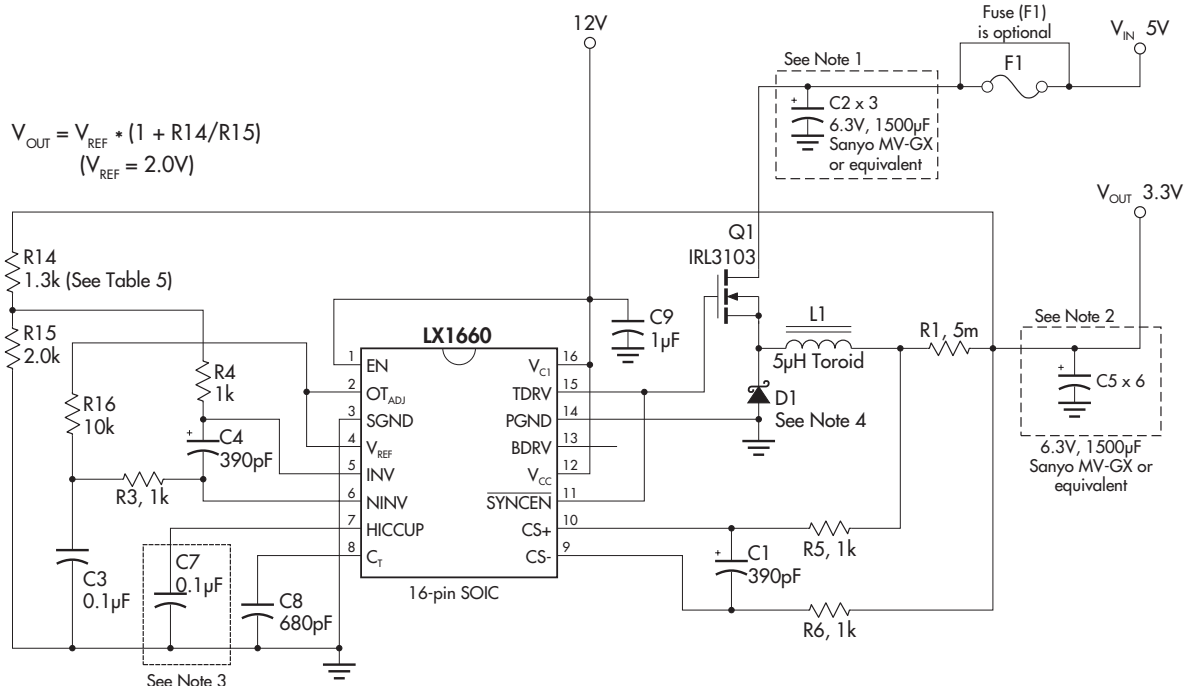 12V
Fuse (F1)
is optional
F1
V_IN 5V
See Note 1
+
C2 x 3
6.3V, 1500µF
Sanyo MV-GX
or equivalent
V_OUT = V_REF * (1 + R14/R15)
(V_REF = 2.0V)
V_OUT 3.3V
Q1
IRL3103
R14
1.3k (See Table 5)
R15
2.0k
C9
1µF
L1
5µH Toroid
R1, 5m
See Note 2
+
C5 x 6
6.3V, 1500µF
Sanyo MV-GX or
equivalent
D1
See Note 4
R4
1k
R16
10k
+
C4
390pF
R3, 1k
LX1660
1 EN
2 OT_ADJ
3 SGND
4 V_REF
5 INV
6 NINV
7 HICCUP
8 C_T
16 V_C1
15 TDRV
14 PGND
13 BDRV
12 V_CC
11 SYNCEN
10 CS+
9 CS-
16-pin SOIC
+
C1
390pF
R5, 1k
R6, 1k
C3
0.1µF
C7
0.1µF
C8
680pF
See Note 3